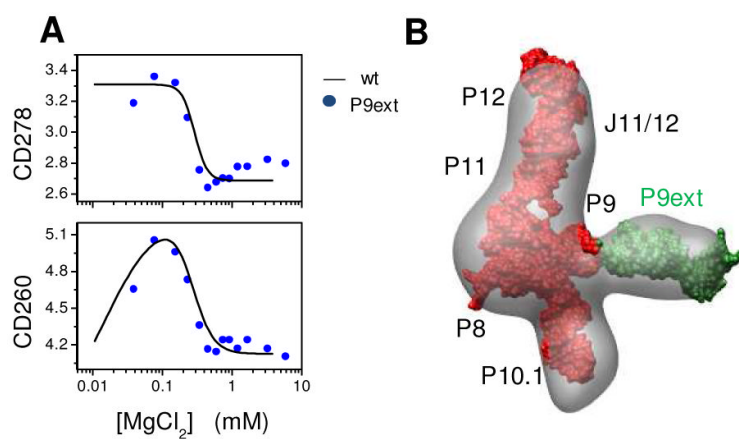 A
CD278
3.4
3.2
3.0
2.8
2.6
wt
P9ext
CD260
5.1
4.8
4.5
4.2
0.01 0.1 1 10
[MgCl₂] (mM)
B
P12
J11/12
P11
P9
P9ext
P8
P10.1